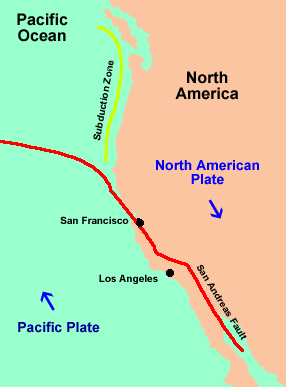 Pacific
Ocean
Subduction Zone
North
America
North American
Plate
San Francisco
Los Angeles
San Andreas Fault
Pacific Plate